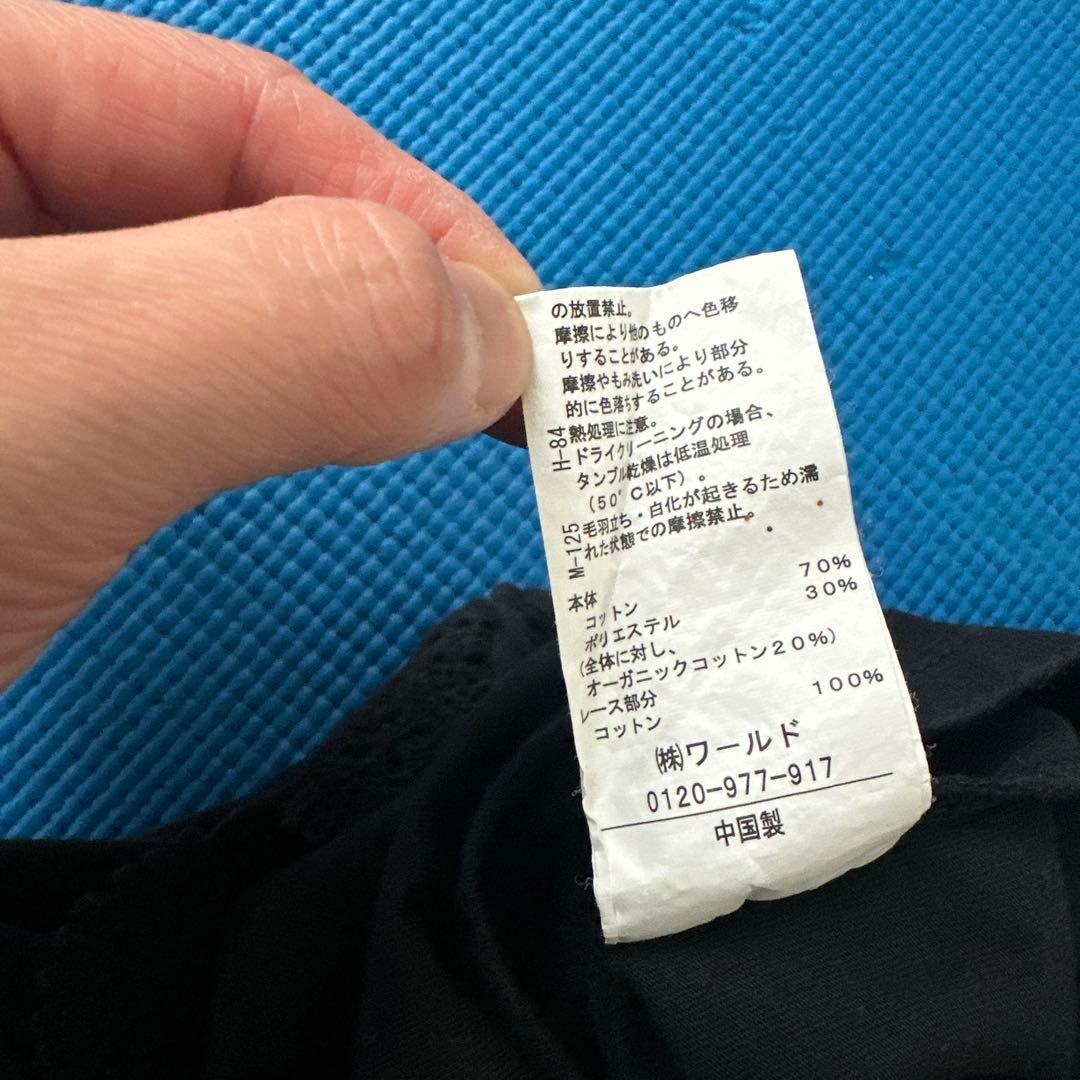 の放置禁止。
摩擦により他のものへ色移
りすることがある。
摩擦やもみ洗いにより部分
的に色落ちすることがある。
H-84
熱処理に注意。
ドライクリーニングの場合、
タンブル乾燥は低温処理
(50°C以下)。
M-125
毛羽立ち・白化が起きるため濡
れた状態での摩擦禁止。
本体
コットン 70%
ポリエステル 30%
(全体に対し、
オーガニックコットン20%)
レース部分
コットン 100%
㈱ワールド
0120-977-917
中国製